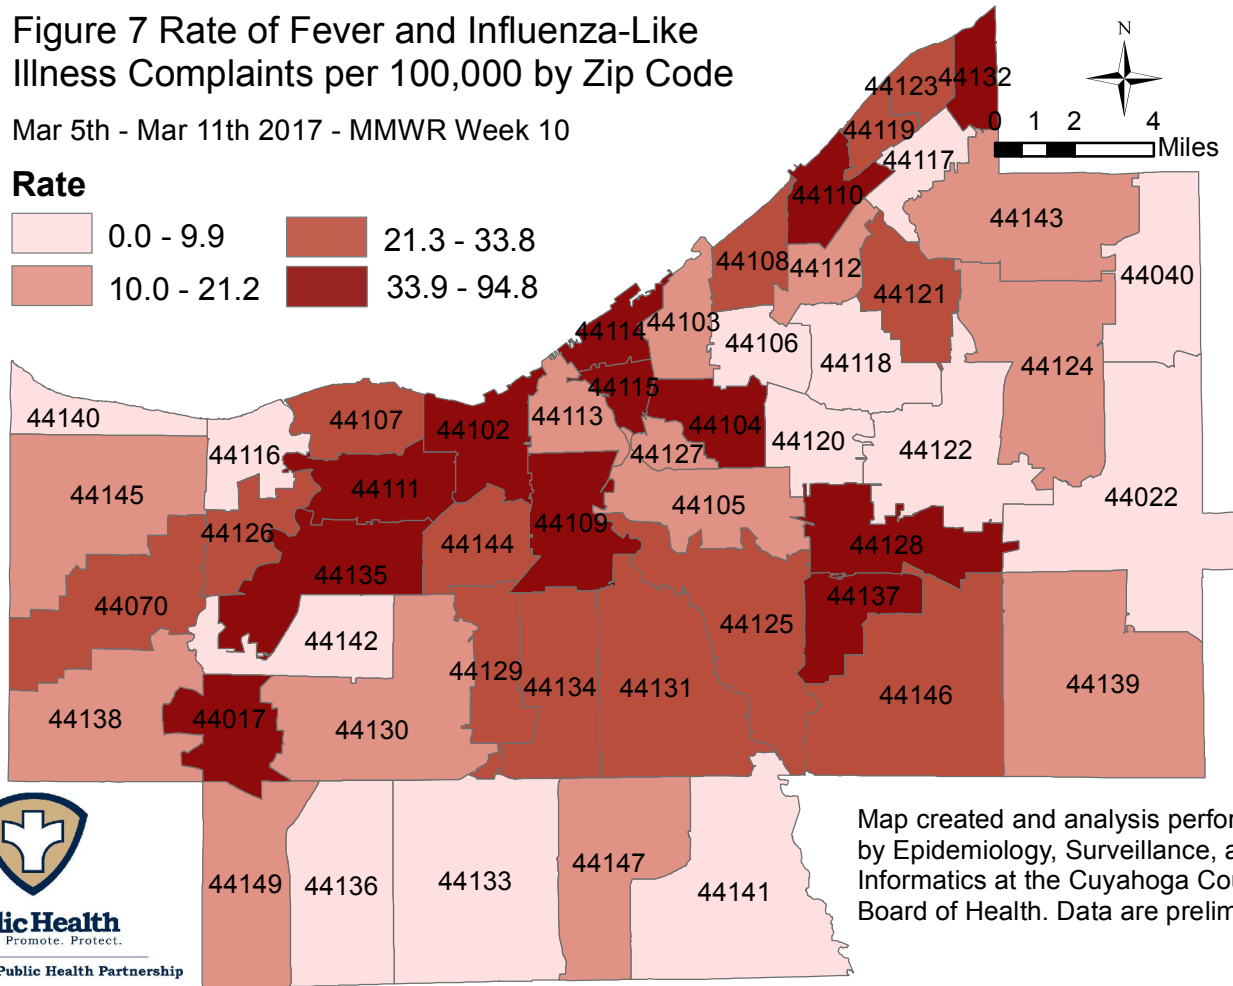 Figure 7 Rate of Fever and Influenza-Like
Illness Complaints per 100,000 by Zip Code
Mar 5th - Mar 11th 2017 - MMWR Week 10
Rate
0.0 - 9.9
21.3 - 33.8
10.0 - 21.2
33.9 - 94.8
N
0 1 2 4
Miles
44123
44132
44119
44117
44110
44143
44108
44112
44040
44121
44114
44103
44106
44118
44124
44115
44140
44107
44102
44113
44104
44116
44127
44120
44122
44145
44111
44105
44022
44126
44109
44144
44128
44135
44070
44137
44142
44125
44129
44134
44131
44146
44139
44138
44017
44130
44149
44136
44133
44147
44141
lic Health
Promote. Protect.
Public Health Partnership
Map created and analysis perfor
by Epidemiology, Surveillance, a
Informatics at the Cuyahoga Cou
Board of Health. Data are prelim